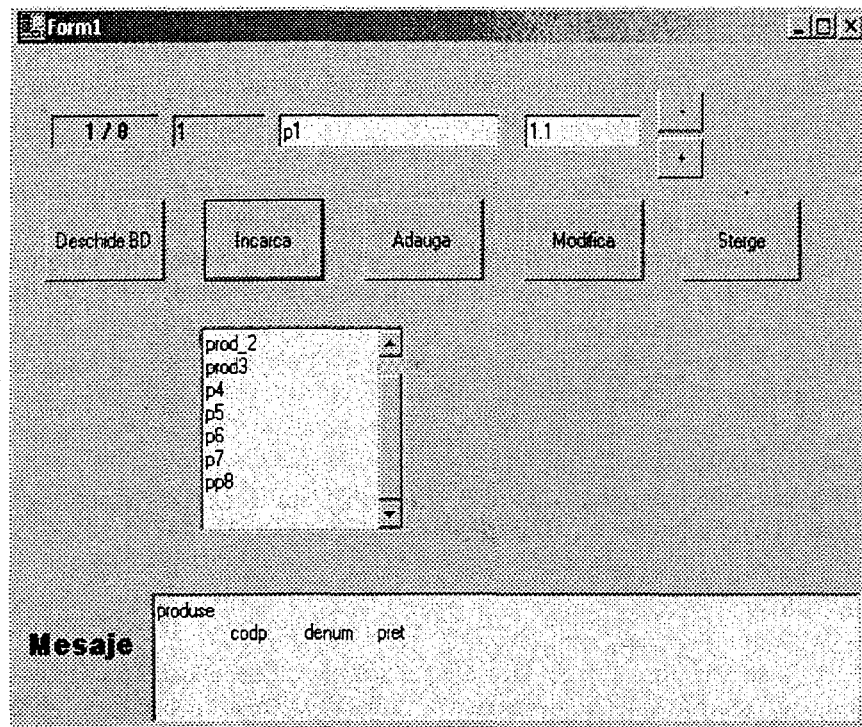 Form1
1 / 8 1 p1 1.1 -
+
Deschide BD Incarca Adauga Modifica Sterge
prod_2
prod3
p4
p5
p6
p7
pp8
produse
Mesaje codp denum pret